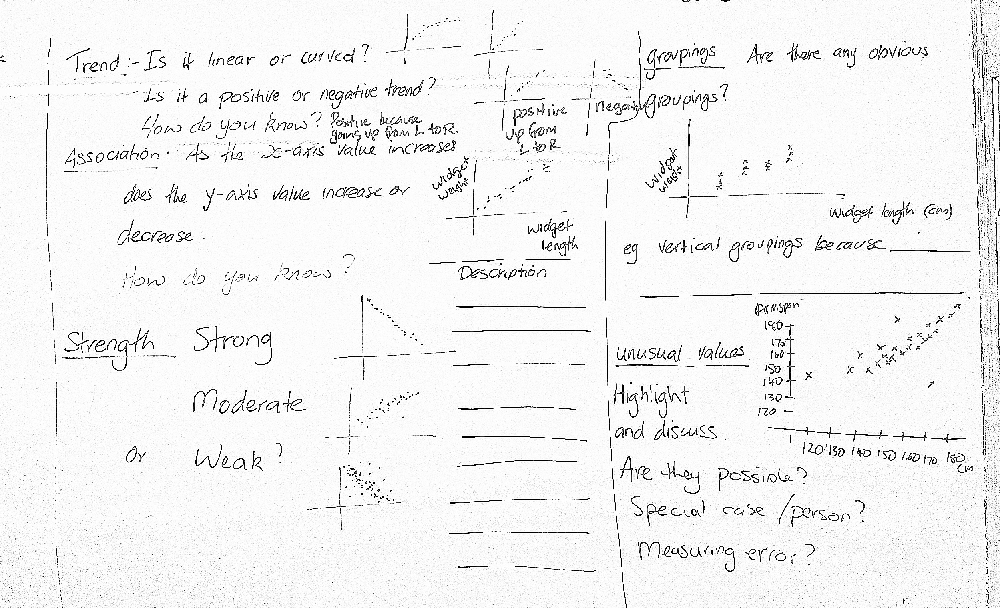 Trend :- Is it linear or curved?
- Is it a positive or negative trend?
How do you know? Positive because
going up from L to R.
positive
up from
L to R
negative
Association: As the x-axis value increases
does the y-axis value increase or
decrease.
How do you know?
Widget
weight
widget
length
Description
Strength Strong
Moderate
or Weak?
groupings Are there any obvious
groupings?
Widget
weight
Widget length (cm)
eg vertical groupings because
unusual values
Highlight
and discuss.
Armspan
180
170
160
150
140
130
120
120 130 140 150 160 170 180
cm
Are they possible?
Special case /person?
Measuring error?